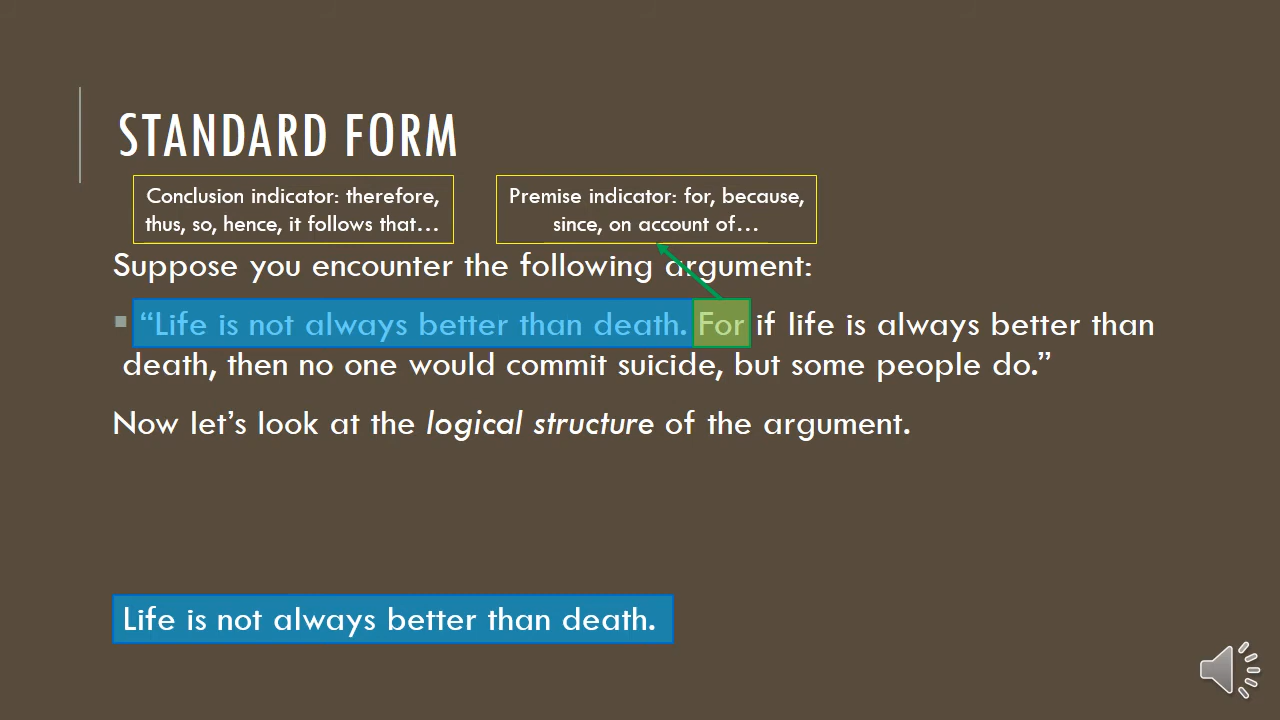 STANDARD FORM
Conclusion indicator: therefore,
thus, so, hence, it follows that…
Premise indicator: for, because,
since, on account of…
Suppose you encounter the following argument:
“Life is not always better than death. For if life is always better than
death, then no one would commit suicide, but some people do.”
Now let’s look at the logical structure of the argument.
Life is not always better than death.